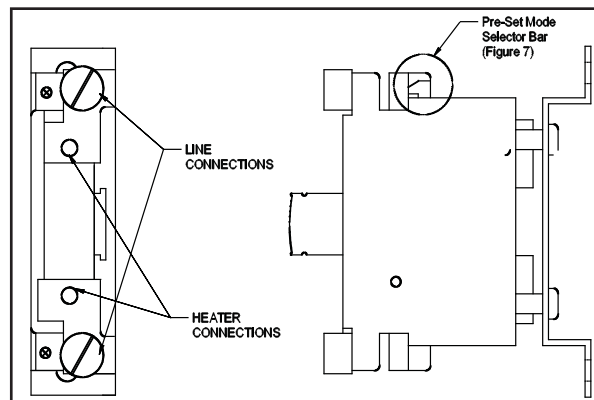 Pre-Set Mode
Selector Bar
(Figure 7)
LINE
CONNECTIONS
HEATER
CONNECTIONS